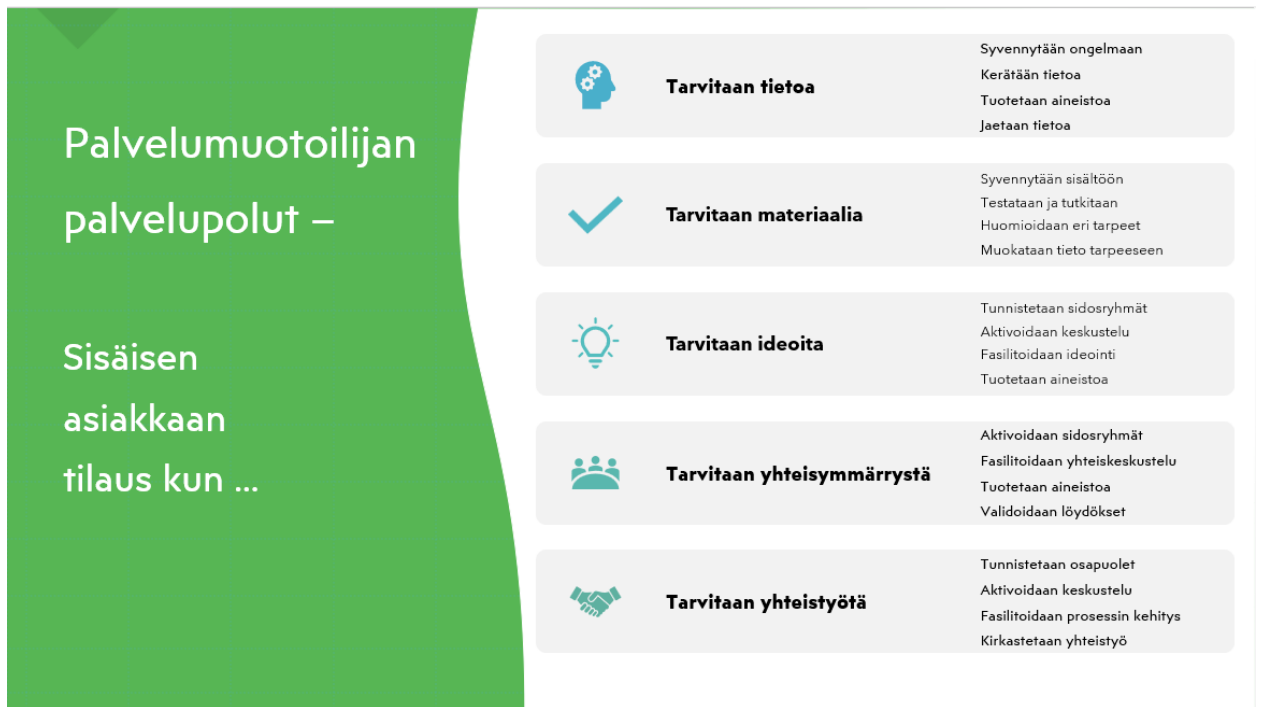 Palvelumuotoilijan
palvelupolut –
Sisäisen
asiakkaan
tilaus kun ...
Tarvitaan tietoa
Syvennytään ongelmaan
Kerätään tietoa
Tuotetaan aineistoa
Jaetaan tietoa
Tarvitaan materiaalia
Syvennytään sisältöön
Testataan ja tutkitaan
Huomioidaan eri tarpeet
Muokataan tieto tarpeeseen
Tarvitaan ideoita
Tunnistetaan sidosryhmät
Aktivoidaan keskustelu
Fasilitoidaan ideointi
Tuotetaan aineistoa
Tarvitaan yhteisymmärrystä
Aktivoidaan sidosryhmät
Fasilitoidaan yhteiskeskustelu
Tuotetaan aineistoa
Validoidaan löydökset
Tarvitaan yhteistyötä
Tunnistetaan osapuolet
Aktivoidaan keskustelu
Fasilitoidaan prosessin kehitys
Kirkastetaan yhteistyö